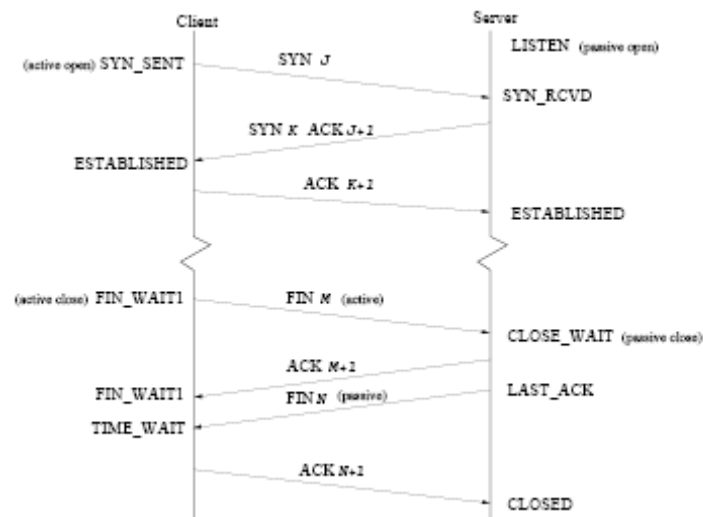 Client
Server
LISTEN (passive open)
(active open) SYN_SENT
SYN J
SYN_RCVD
SYN K ACK J+1
ESTABLISHED
ACK K+1
ESTABLISHED
(active close) FIN_WAIT1
FIN M (active)
CLOSE_WAIT (passive close)
ACK M+1
FIN_WAIT1
FIN N (passive)
LAST_ACK
TIME_WAIT
ACK N+1
CLOSED